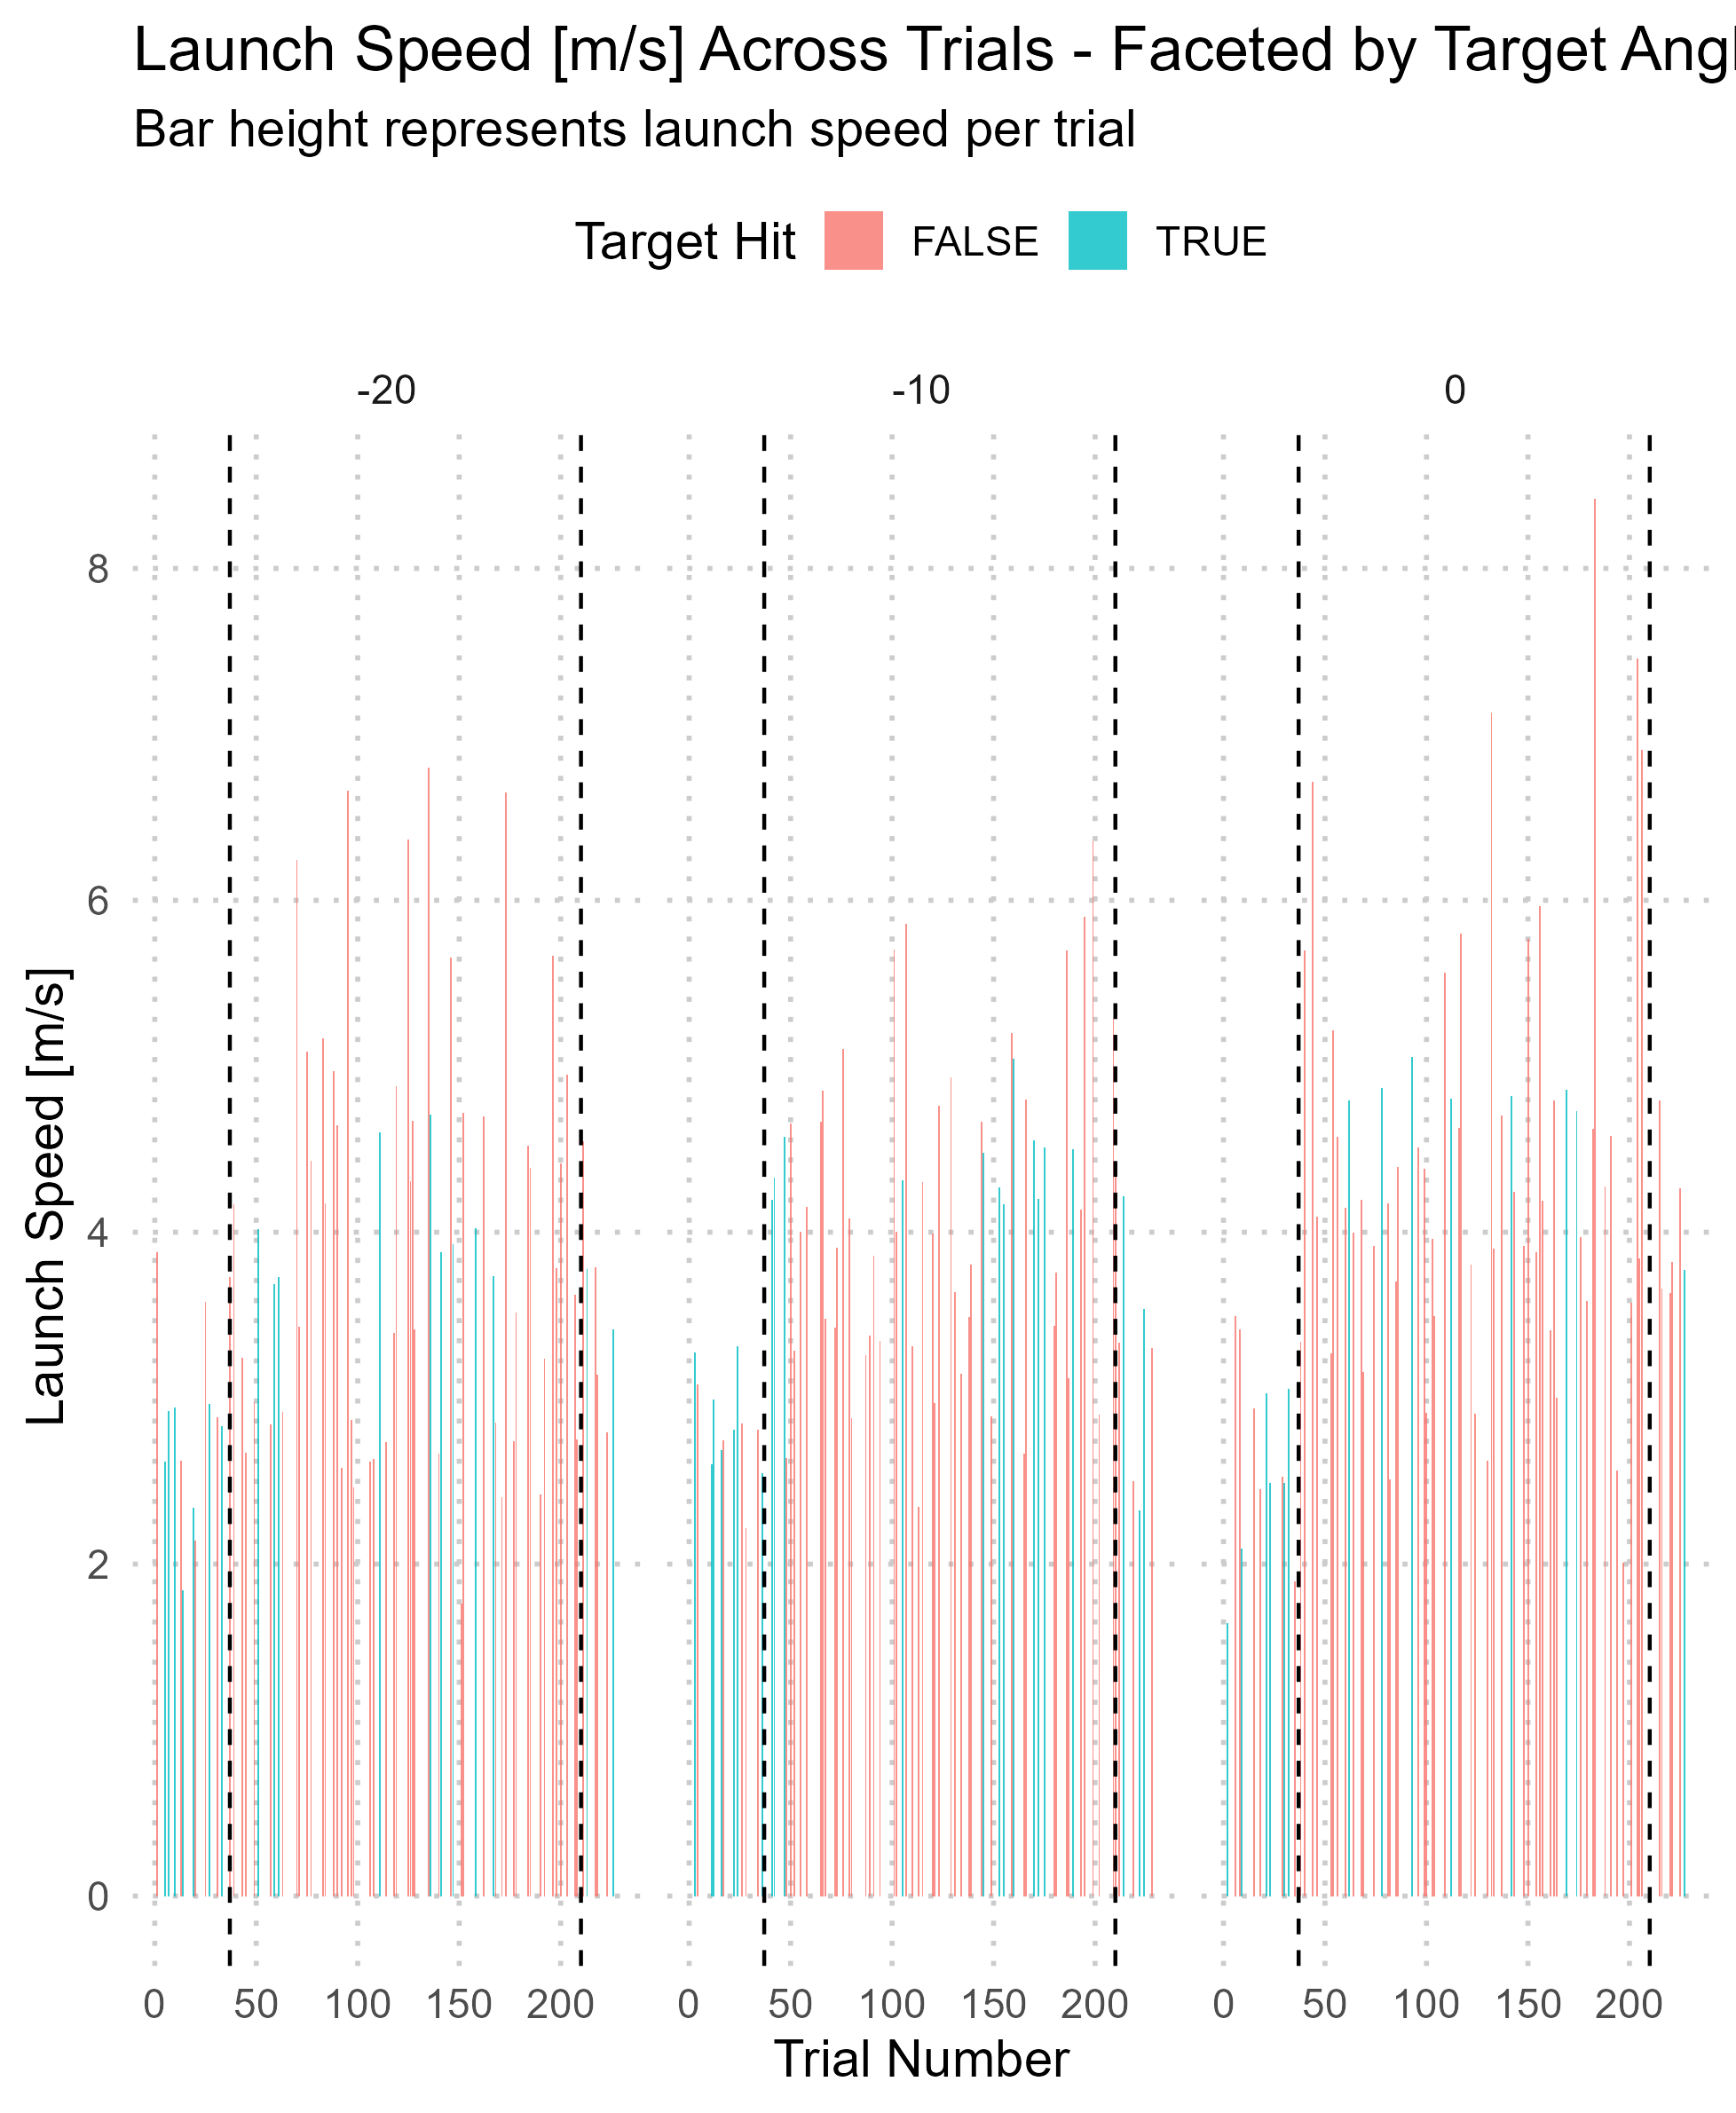 Launch Speed [m/s] Across Trials - Faceted by Target Angl
Bar height represents launch speed per trial
Target Hit FALSE TRUE
-20 -10 0
8
6
4
2
0
Launch Speed [m/s]
0 50 100 150 200 0 50 100 150 200 0 50 100 150 200
Trial Number